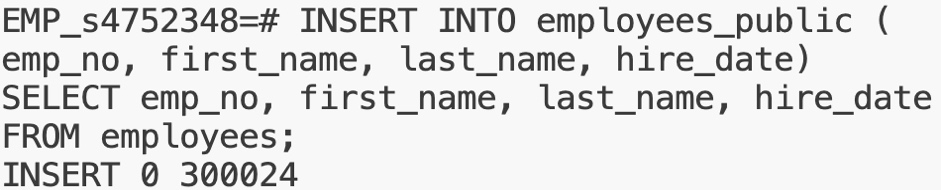 EMP_s4752348=# INSERT INTO employees_public (
emp_no, first_name, last_name, hire_date)
SELECT emp_no, first_name, last_name, hire_date
FROM employees;
INSERT 0 300024